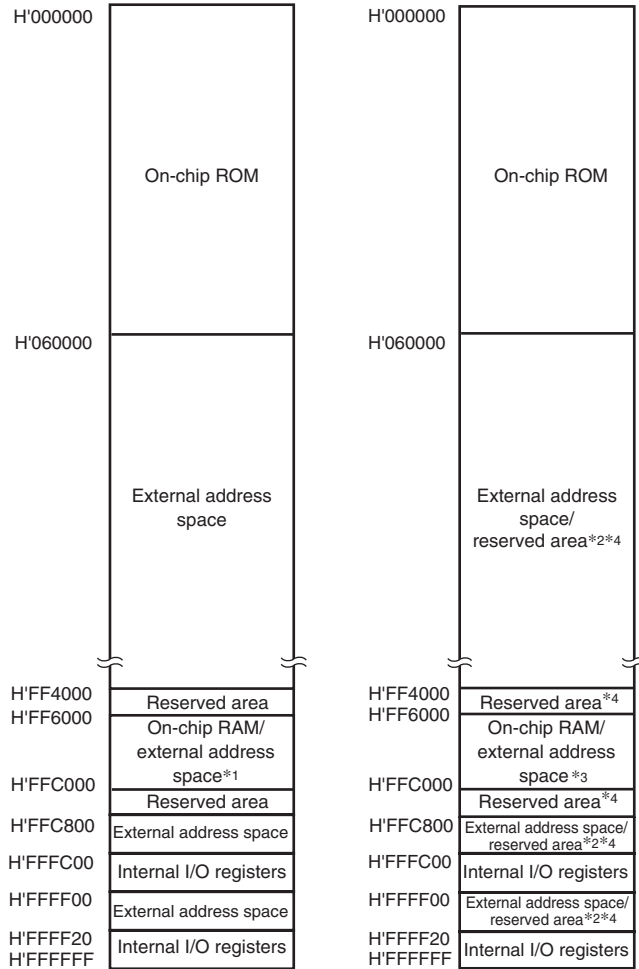 H'000000
On-chip ROM
H'060000
External address
space
H'FF4000
Reserved area
H'FF6000
On-chip RAM/
external address
space*1
H'FFC000
Reserved area
H'FFC800
External address space
H'FFFC00
Internal I/O registers
H'FFFF00
External address space
H'FFFF20
Internal I/O registers
H'FFFFFF
H'000000
On-chip ROM
H'060000
External address
space/
reserved area*2*4
H'FF4000
Reserved area*4
H'FF6000
On-chip RAM/
external address
space*3
H'FFC000
Reserved area*4
H'FFC800
External address space/
reserved area*2*4
H'FFFC00
Internal I/O registers
H'FFFF00
External address space/
reserved area*2*4
H'FFFF20
Internal I/O registers
H'FFFFFF